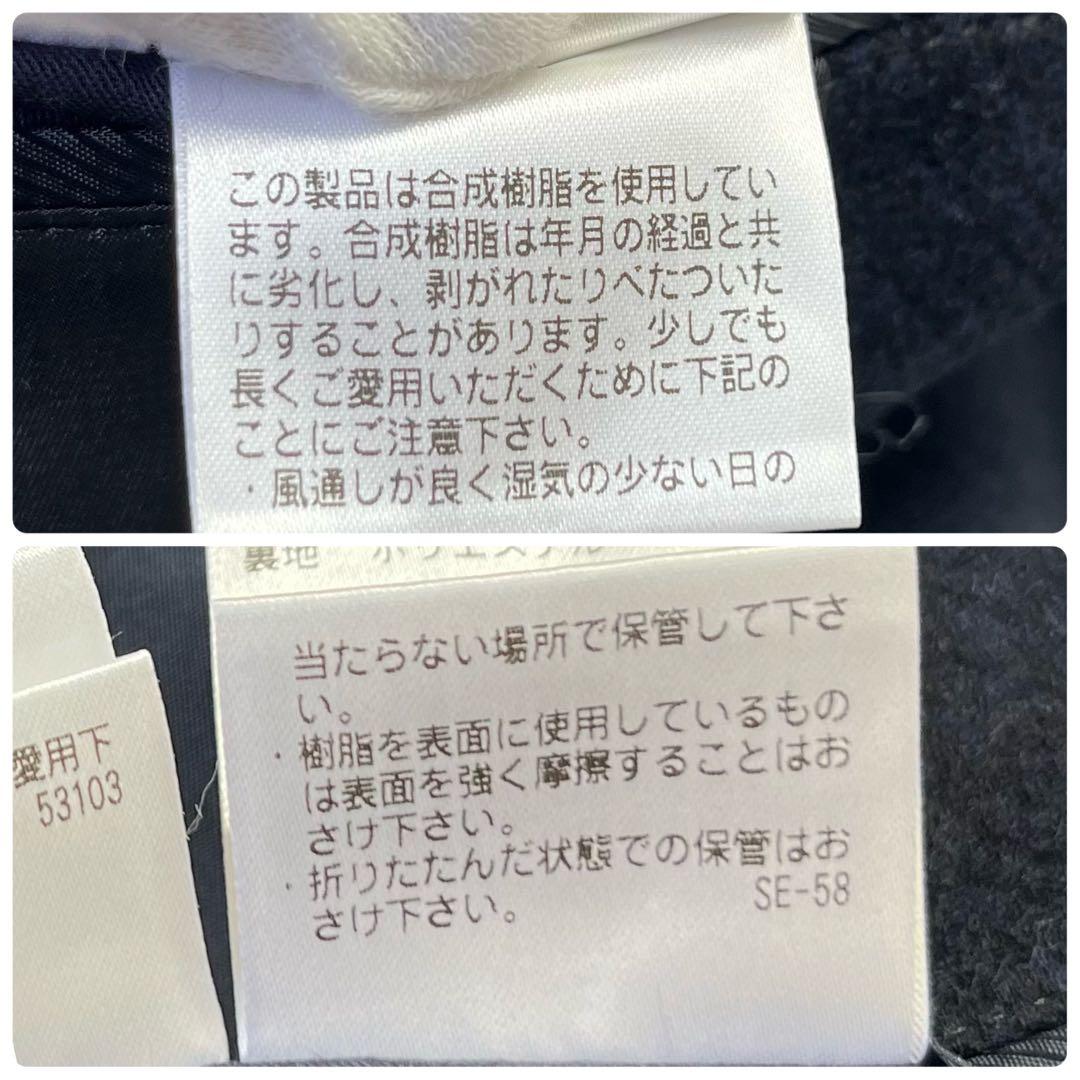 この製品は合成樹脂を使用してい
ます。合成樹脂は年月の経過と共
に劣化し、剥がれたりべたついた
りすることがあります。少しでも
長くご愛用いただくために下記の
ことにご注意下さい。
・風通しが良く湿気の少ない日の
裏地 ポリエステル
当たらない場所で保管して下さ
い。
・樹脂を表面に使用しているもの
は表面を強く摩擦することはお
さけ下さい。
・折りたたんだ状態での保管はお
さけ下さい。 SE-58
愛用下
53103